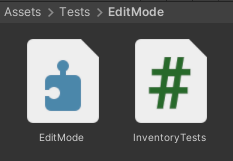 Assets > Tests > EditMode
EditMode
InventoryTests